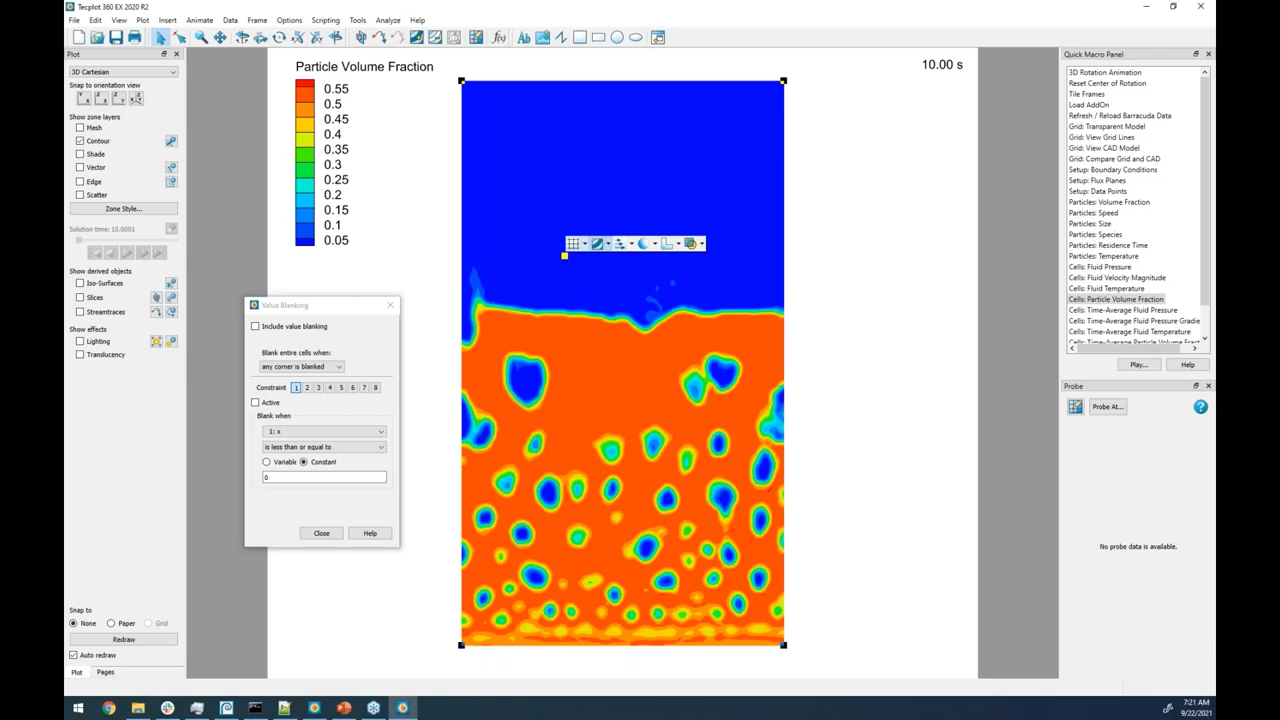 Tecplot 360 EX 2020 R2
File Edit View Plot Insert Animate Data Frame Options Scripting Tools Analyze Help
Plot
3D Cartesian
Snap to orientation view
Show zone layers
Mesh
Contour
Shade
Vector
Edge
Scatter
Zone Style...
Solution time: 10.0001
Show derived objects
Iso-Surfaces
Slices
Streamtraces
Show effects
Lighting
Translucency
Snap to
None Paper Grid
Redraw
Auto redraw
Plot Pages
Particle Volume Fraction
10.00 s
0.55
0.5
0.45
0.4
0.35
0.3
0.25
0.2
0.15
0.1
0.05
Value Blanking
Include value blanking
Blank entire cells when:
any corner is blanked
Constraint 1 2 3 4 5 6 7 8
Active
Blank when
1: x
is less than or equal to
Variable Constant
0
Close Help
Quick Macro Panel
3D Rotation Animation
Reset Center of Rotation
Tile Frames
Load AddOn
Refresh / Reload Barracuda Data
Grid: Transparent Model
Grid: View Grid Lines
Grid: View CAD Model
Grid: Compare Grid and CAD
Setup: Boundary Conditions
Setup: Flux Planes
Setup: Data Points
Particles: Volume Fraction
Particles: Speed
Particles: Size
Particles: Species
Particles: Residence Time
Particles: Temperature
Cells: Fluid Pressure
Cells: Fluid Velocity Magnitude
Cells: Fluid Temperature
Cells: Particle Volume Fraction
Cells: Time-Average Fluid Pressure
Cells: Time-Average Fluid Pressure Gradie
Cells: Time-Average Fluid Temperature
Cells: Time-Average Particle Volume Fract
Play... Help
Probe
Probe At...
No probe data is available.
7:21 AM
9/22/2021